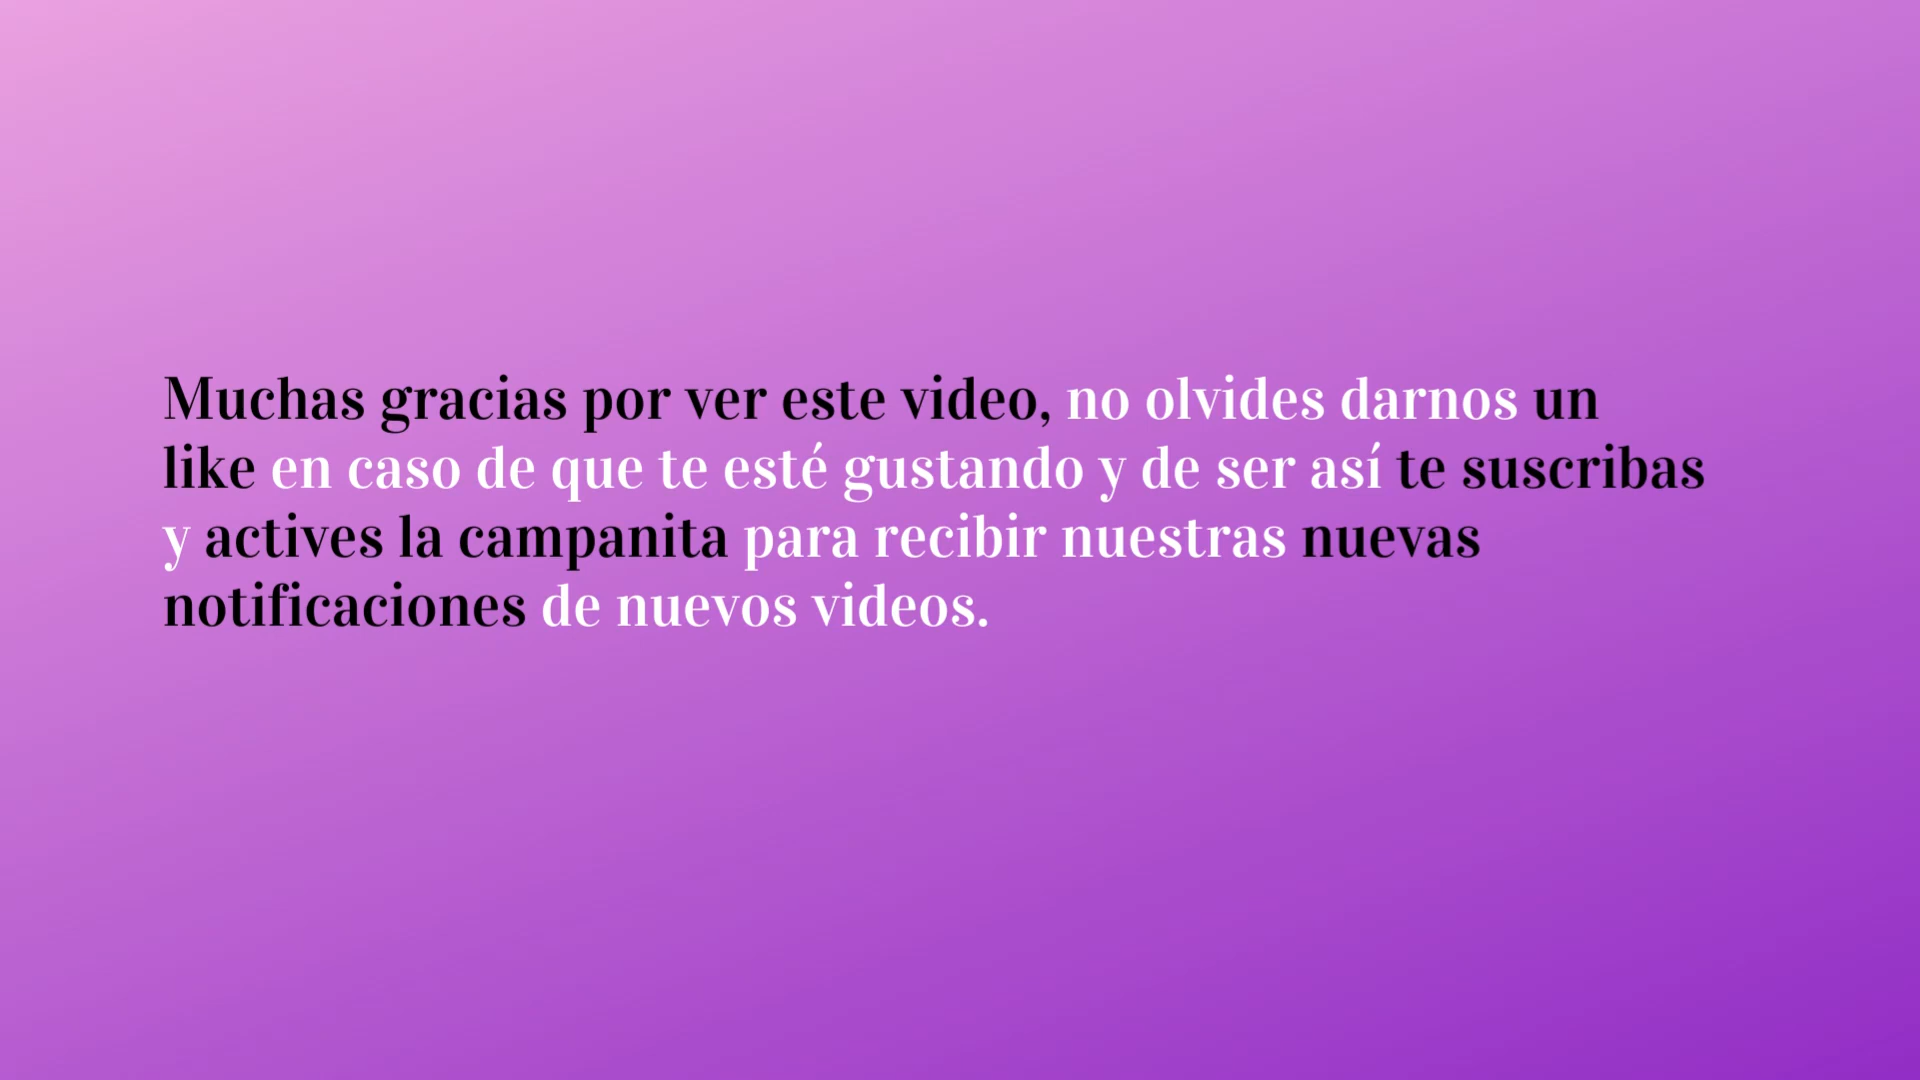 Muchas gracias por ver este video, no olvides darnos un
like en caso de que te esté gustando y de ser así te suscribas
y actives la campanita para recibir nuestras nuevas
notificaciones de nuevos videos.